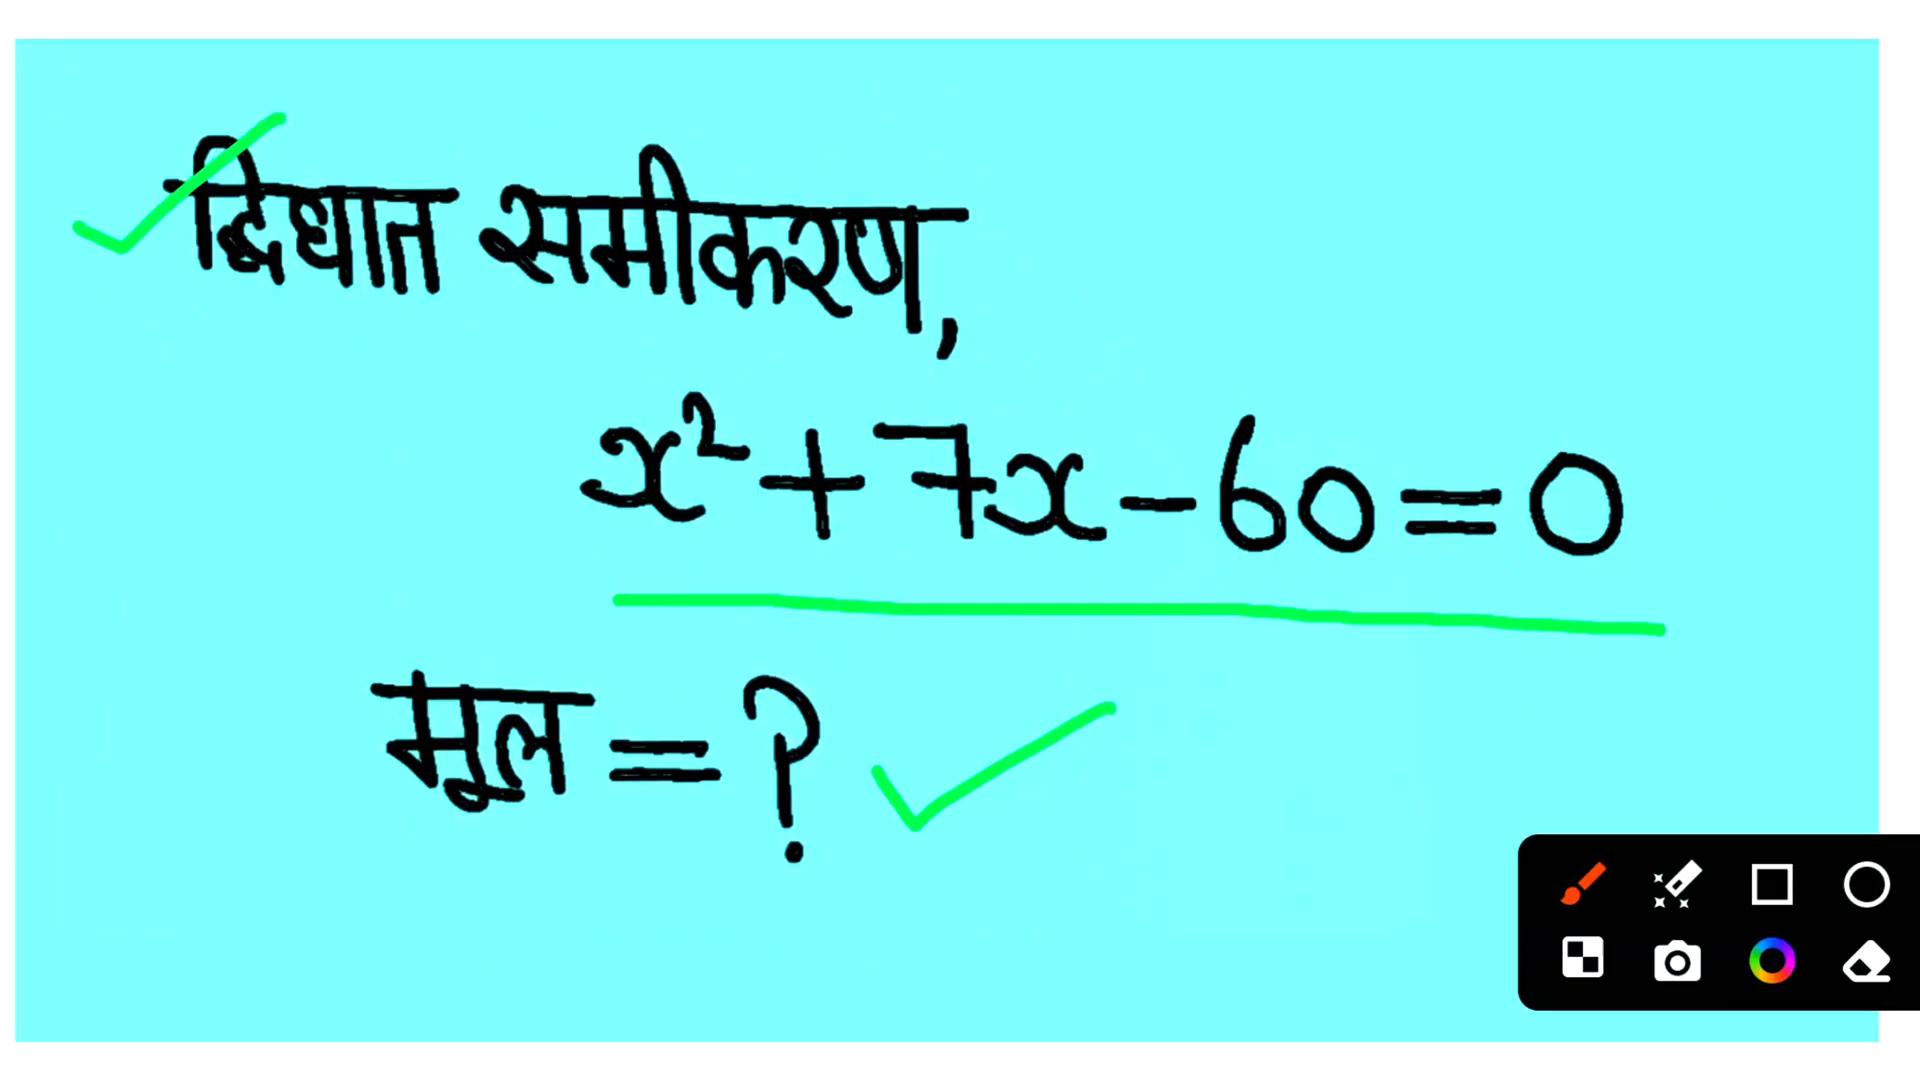 द्विघात समीकरण,
x² + 7x - 60 = 0
मूल = ?